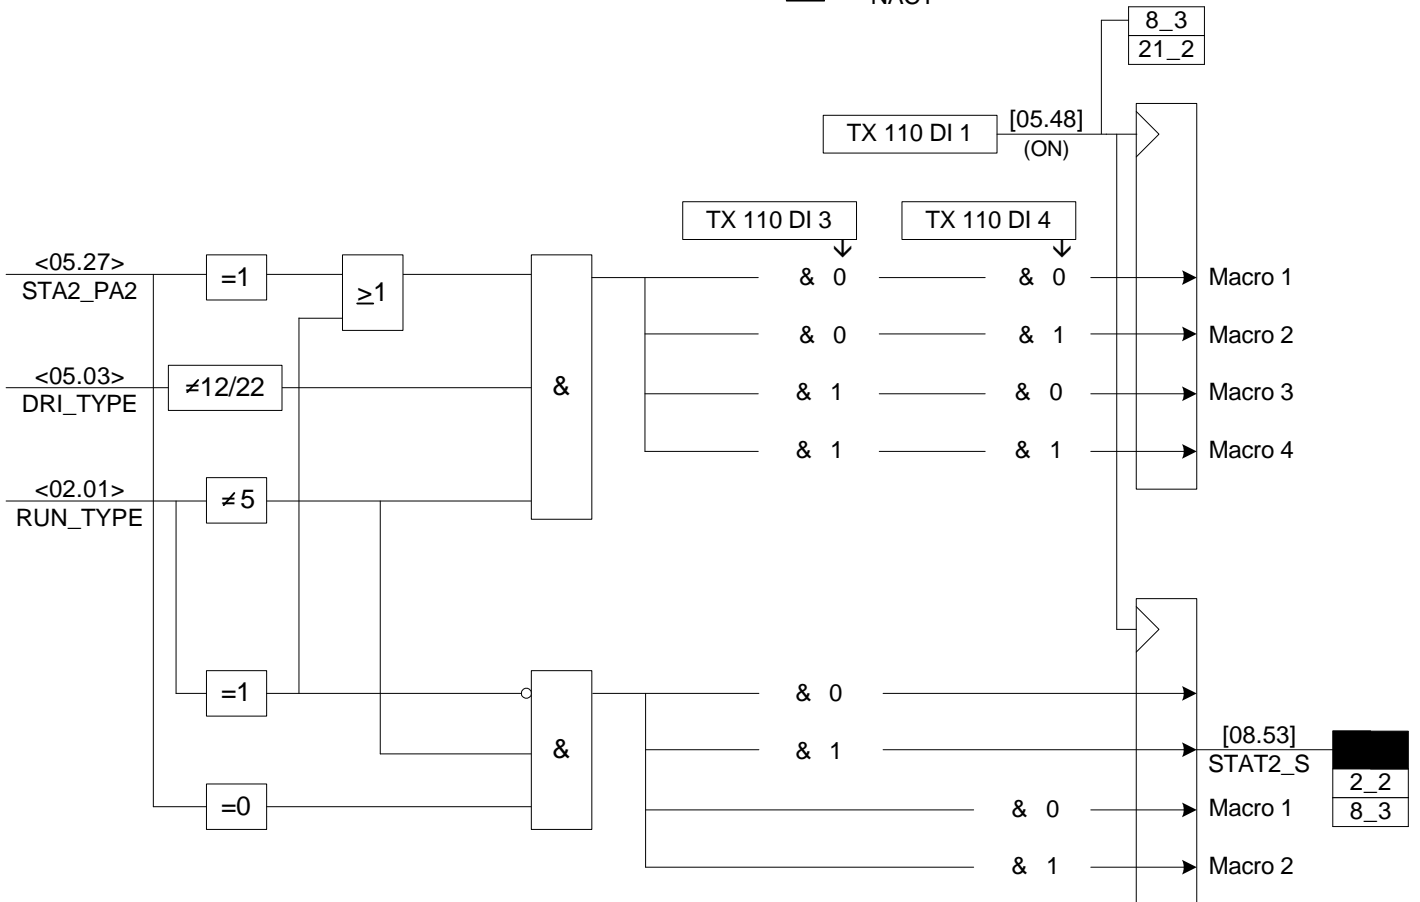 8_3
21_2
TX 110 DI 1
[05.48]
(ON)
TX 110 DI 3
TX 110 DI 4
<05.27>
STA2_PA2
=1
≥1
& 0
& 0
Macro 1
& 0
& 1
Macro 2
<05.03>
DRI_TYPE
≠12/22
&
& 1
& 0
Macro 3
& 1
& 1
Macro 4
<02.01>
RUN_TYPE
≠5
=1
& 0
&
& 1
[08.53]
STAT2_S
2_2
8_3
=0
& 0
Macro 1
& 1
Macro 2